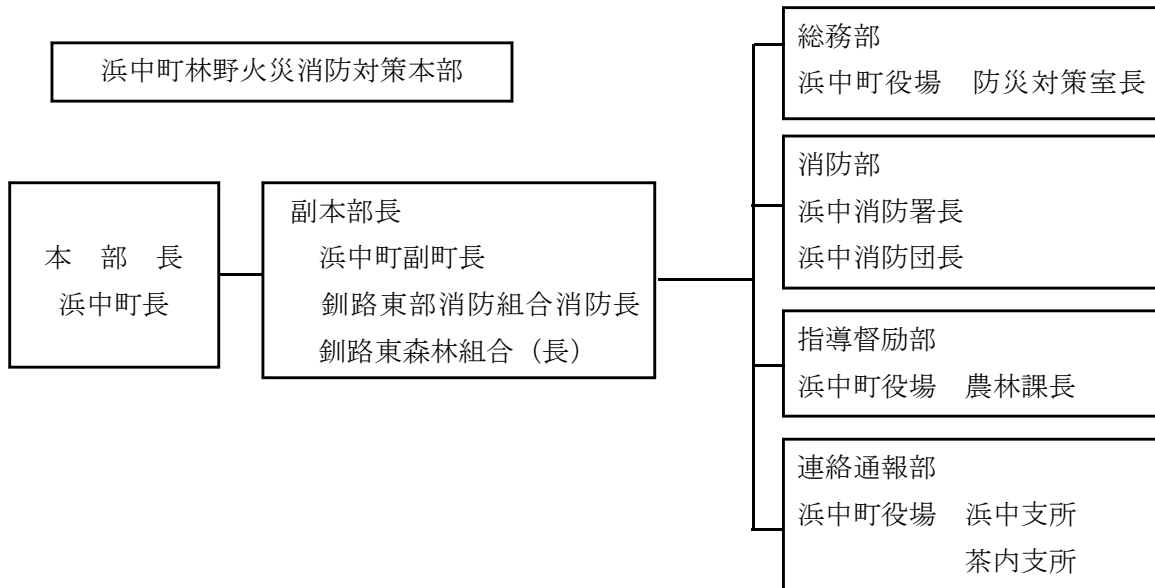 浜中町林野火災消防対策本部
本　部　長
浜中町長
副本部長
浜中町副町長
釧路東部消防組合消防長
釧路東森林組合（長）
総務部
浜中町役場　防災対策室長
消防部
浜中消防署長
浜中消防団長
指導督励部
浜中町役場　農林課長
連絡通報部
浜中町役場　浜中支所
茶内支所